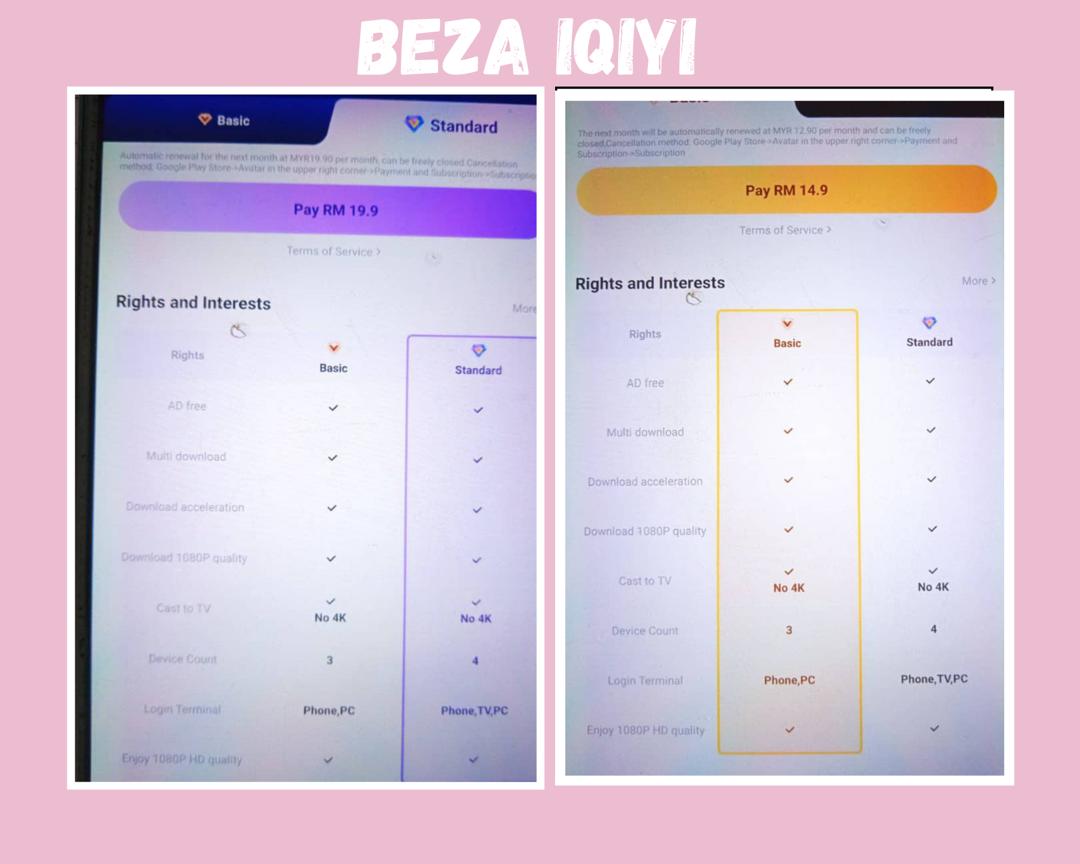 BEZA IQIYI
Basic
Standard
Automatic renewal for the next month at MYR19.90 per month, can be freely closed.Cancellation
method: Google Play Store->Avatar in the upper right corner->Payment and Subscription->Subscriptio
Pay RM 19.9
Terms of Service >
Rights and Interests
More
Rights Basic Standard
AD free
Multi download
Download acceleration
Download 1080P quality
Cast to TV No 4K No 4K
Device Count 3 4
Login Terminal Phone,PC Phone,TV,PC
Enjoy 1080P HD quality
Basic
The next month will be automatically renewed at MYR 12.90 per month and can be freely
closed.Cancellation method: Google Play Store->Avatar in the upper right corner->Payment and
Subscription->Subscription
Pay RM 14.9
Terms of Service >
Rights and Interests
More >
Rights Basic Standard
AD free
Multi download
Download acceleration
Download 1080P quality
Cast to TV No 4K No 4K
Device Count 3 4
Login Terminal Phone,PC Phone,TV,PC
Enjoy 1080P HD quality